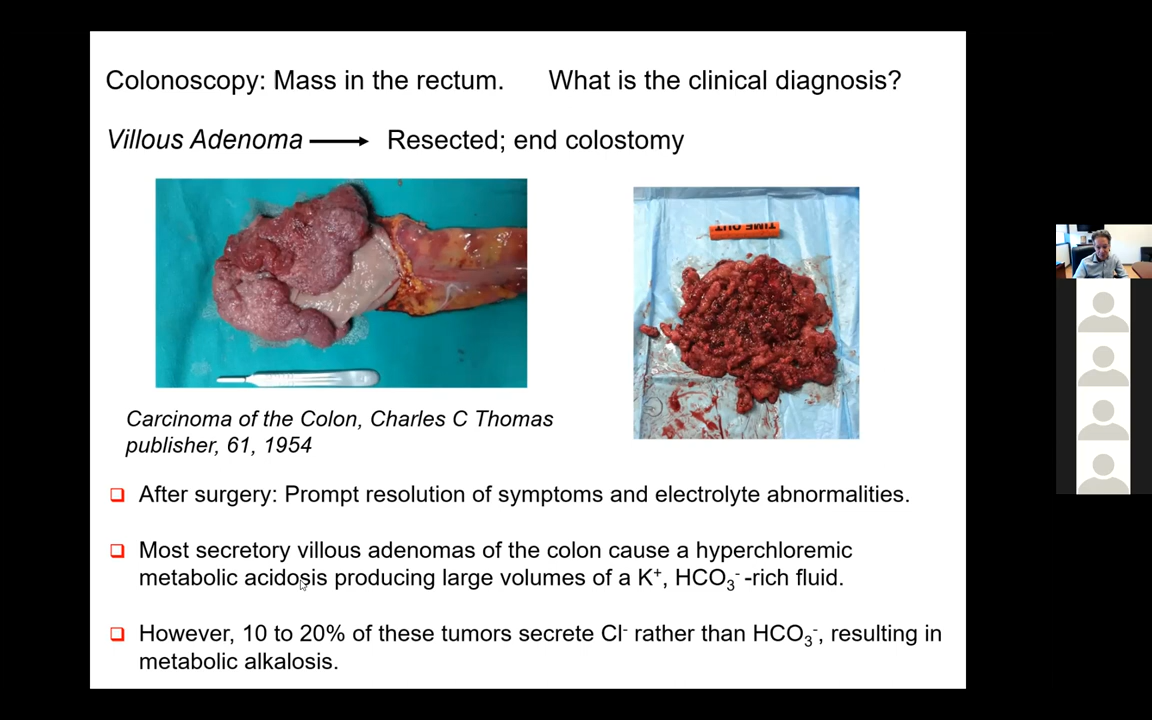 Colonoscopy: Mass in the rectum. What is the clinical diagnosis?
Villous Adenoma Resected; end colostomy
TIME OUT
Carcinoma of the Colon, Charles C Thomas
publisher, 61, 1954
After surgery: Prompt resolution of symptoms and electrolyte abnormalities.
Most secretory villous adenomas of the colon cause a hyperchloremic
metabolic acidosis producing large volumes of a K⁺, HCO₃⁻ -rich fluid.
However, 10 to 20% of these tumors secrete Cl⁻ rather than HCO₃⁻, resulting in
metabolic alkalosis.